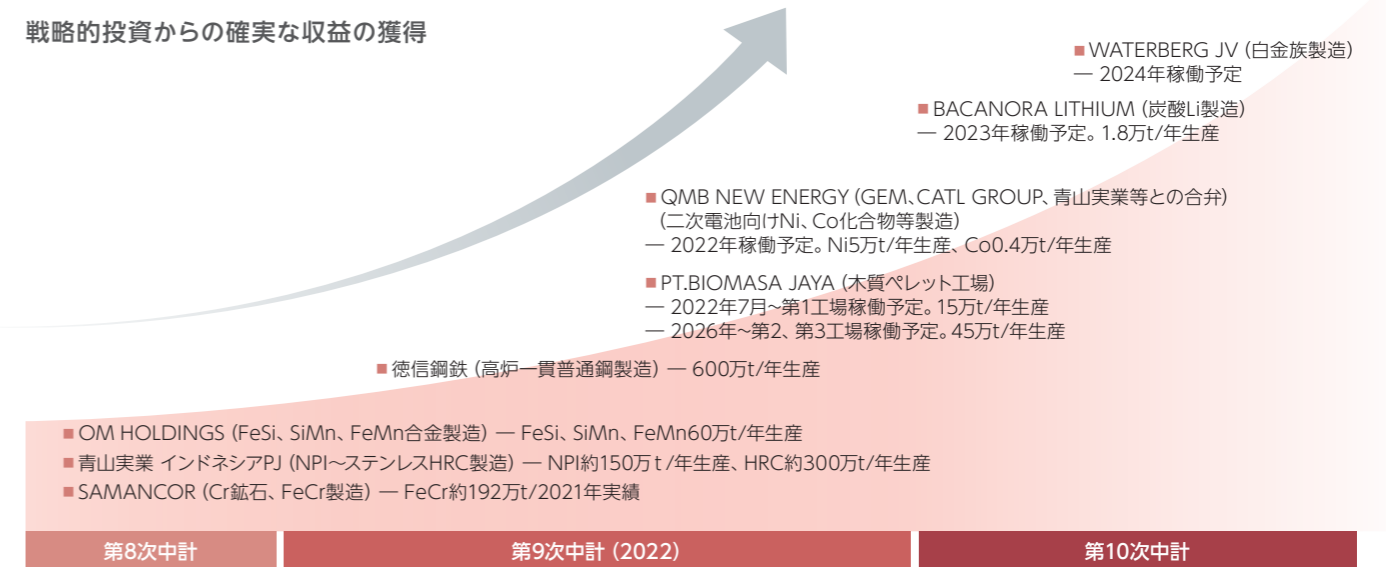 戦略的投資からの確実な収益の獲得
■WATERBERG JV（白金族製造）
— 2024年稼働予定
■BACANORA LITHIUM（炭酸Li製造）
— 2023年稼働予定。1.8万t/年生産
■QMB NEW ENERGY（GEM、CATL GROUP、青山実業等との合弁）
（二次電池向けNi、Co化合物等製造）
— 2022年稼働予定。Ni5万t/年生産、Co0.4万t/年生産
■PT.BIOMASA JAYA（木質ペレット工場）
— 2022年7月~第1工場稼働予定。15万t/年生産
— 2026年~第2、第3工場稼働予定。45万t/年生産
■徳信鋼鉄（高炉一貫普通鋼製造）— 600万t/年生産
■OM HOLDINGS（FeSi、SiMn、FeMn合金製造）— FeSi、SiMn、FeMn60万t/年生産
■青山実業 インドネシアPJ（NPI〜ステンレスHRC製造）— NPI約150万ｔ/年生産、HRC約300万t/年生産
■SAMANCOR（Cr鉱石、FeCr製造）— FeCr約192万t/2021年実績
第8次中計
第9次中計（2022）
第10次中計